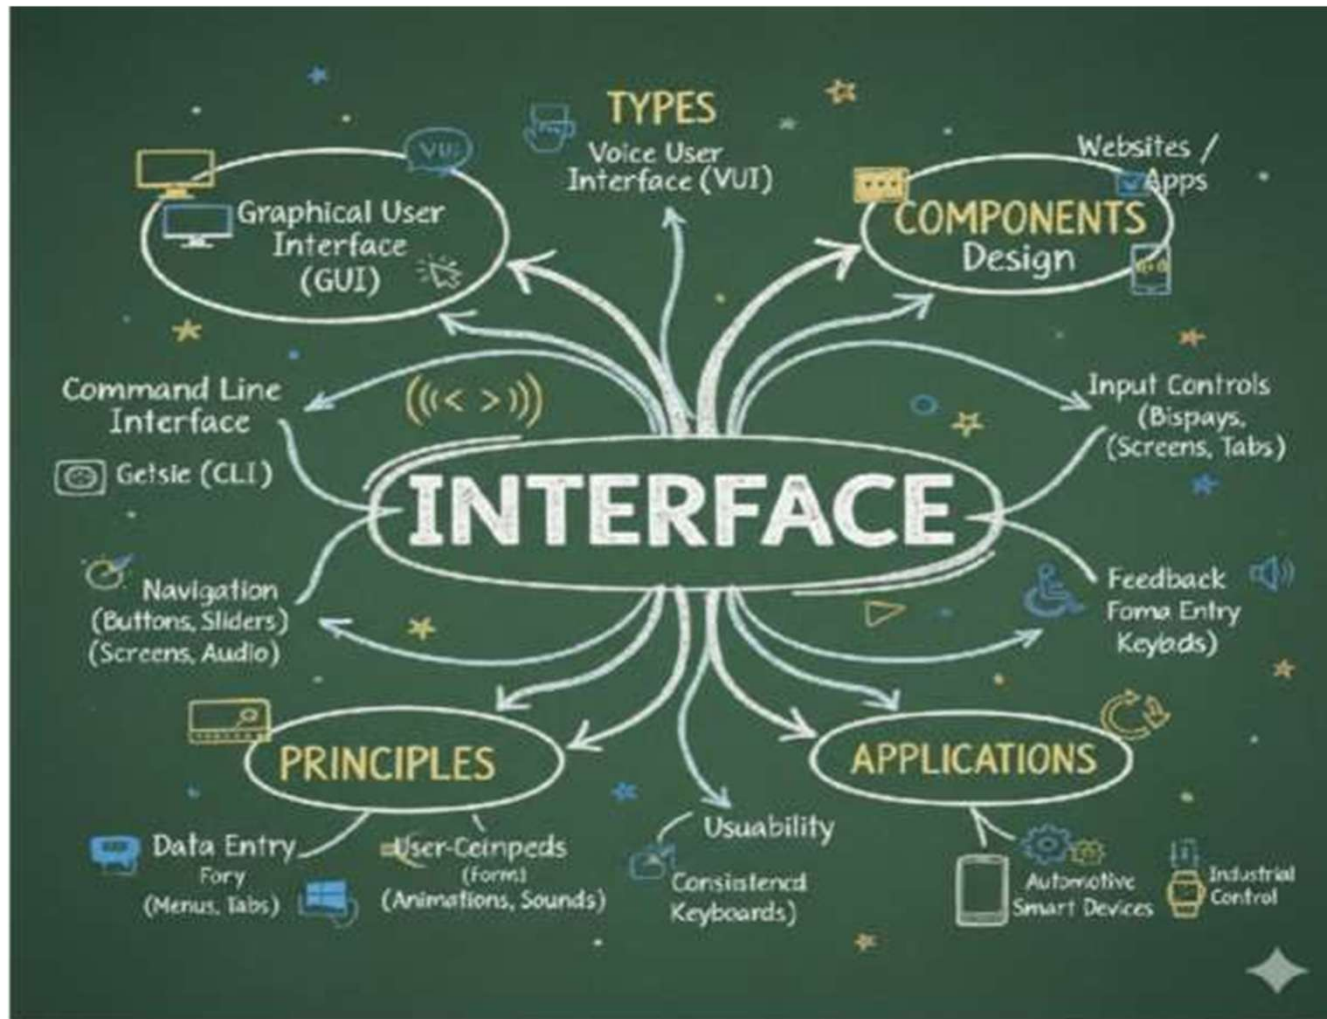 TYPES
Voice User
Interface (VUI)
VUI
Graphical User
Interface
(GUI)
Websites /
Apps
COMPONENTS
Design
Command Line
Interface
Getsie (CLI)
(((< >)))
Input Controls
(Bispays,
(Screens, Tabs)
INTERFACE
Navigation
(Buttons, Sliders)
(Screens, Audio)
Feedback
Foma Entry
Keybads)
PRINCIPLES
APPLICATIONS
Data Entry
Fory
(Menus, Tabs)
User-Ceinpeds
(Form)
(Animations, Sounds)
Usuability
Consistencd
Keyboards)
Automotive
Smart Devices
Industrial
Control